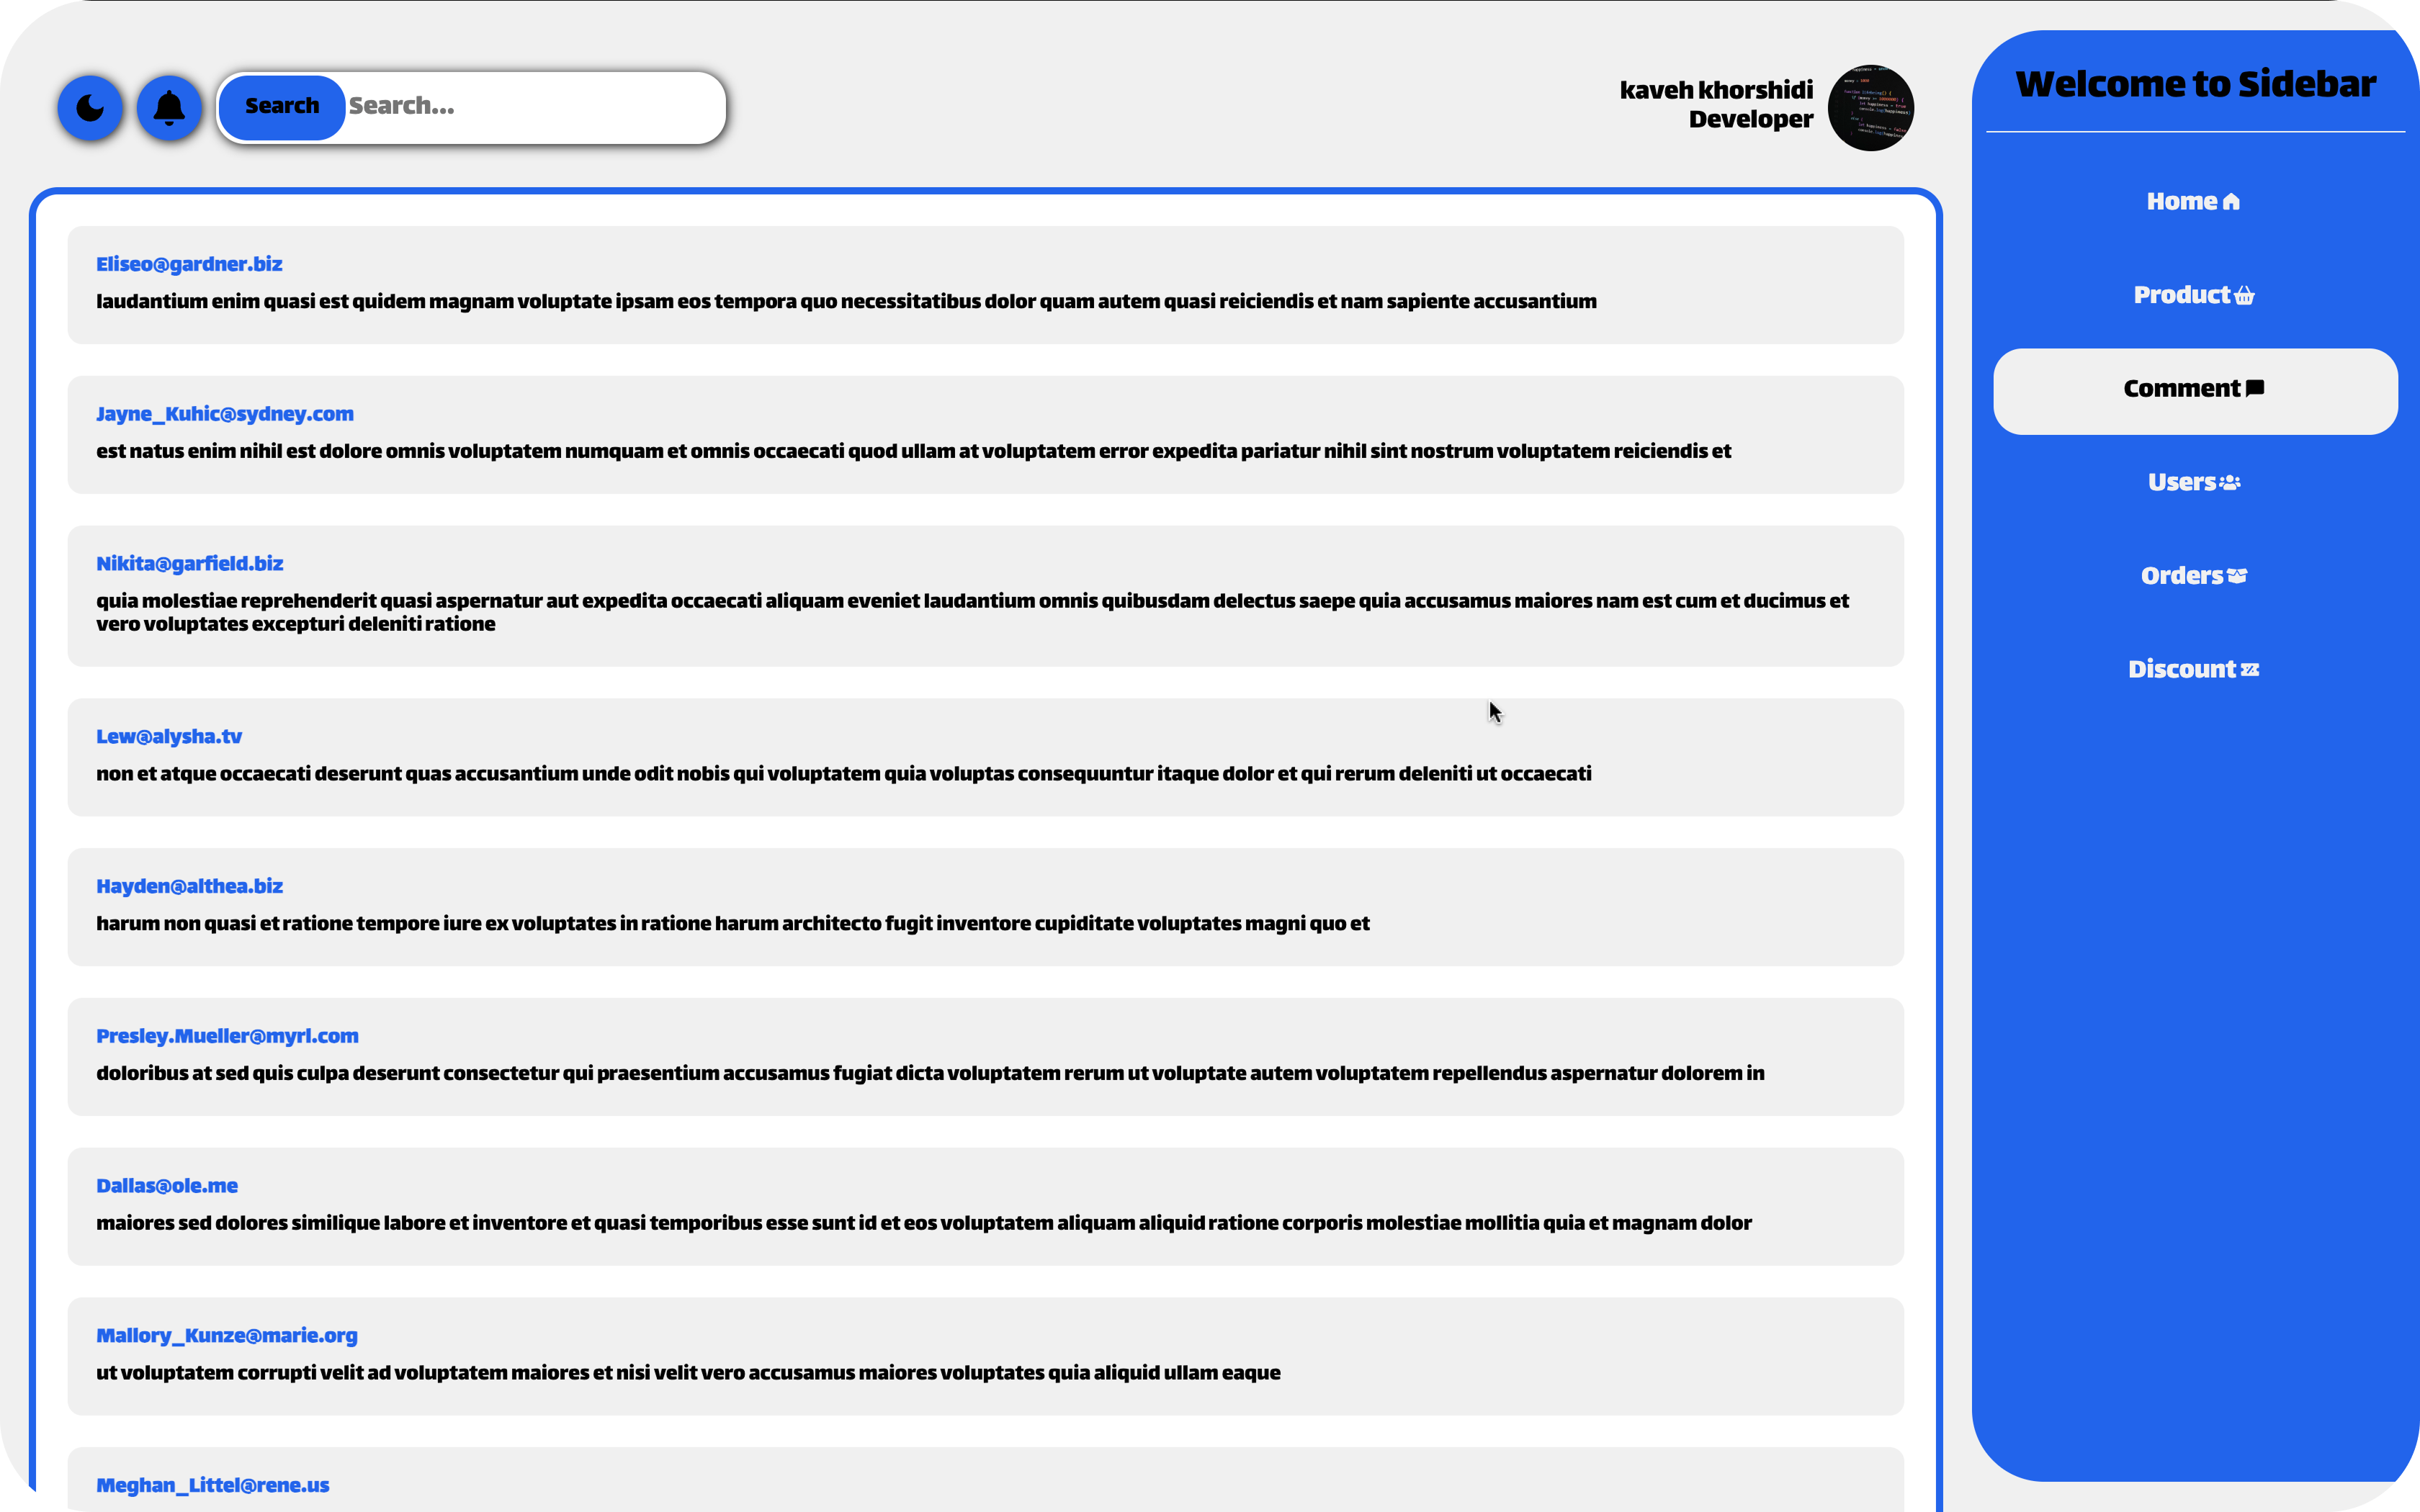 Search
Search...
kaveh khorshidi
Developer
Welcome to Sidebar
Home
Product
Comment
Users
Orders
Discount
Eliseo@gardner.biz
laudantium enim quasi est quidem magnam voluptate ipsam eos tempora quo necessitatibus dolor quam autem quasi reiciendis et nam sapiente accusantium
Jayne_Kuhic@sydney.com
est natus enim nihil est dolore omnis voluptatem numquam et omnis occaecati quod ullam at voluptatem error expedita pariatur nihil sint nostrum voluptatem reiciendis et
Nikita@garfield.biz
quia molestiae reprehenderit quasi aspernatur aut expedita occaecati aliquam eveniet laudantium omnis quibusdam delectus saepe quia accusamus maiores nam est cum et ducimus et
vero voluptates excepturi deleniti ratione
Lew@alysha.tv
non et atque occaecati deserunt quas accusantium unde odit nobis qui voluptatem quia voluptas consequuntur itaque dolor et qui rerum deleniti ut occaecati
Hayden@althea.biz
harum non quasi et ratione tempore iure ex voluptates in ratione harum architecto fugit inventore cupiditate voluptates magni quo et
Presley.Mueller@myrl.com
doloribus at sed quis culpa deserunt consectetur qui praesentium accusamus fugiat dicta voluptatem rerum ut voluptate autem voluptatem repellendus aspernatur dolorem in
Dallas@ole.me
maiores sed dolores similique labore et inventore et quasi temporibus esse sunt id et eos voluptatem aliquam aliquid ratione corporis molestiae mollitia quia et magnam dolor
Mallory_Kunze@marie.org
ut voluptatem corrupti velit ad voluptatem maiores et nisi velit vero accusamus maiores voluptates quia aliquid ullam eaque
Meghan_Littel@rene.us